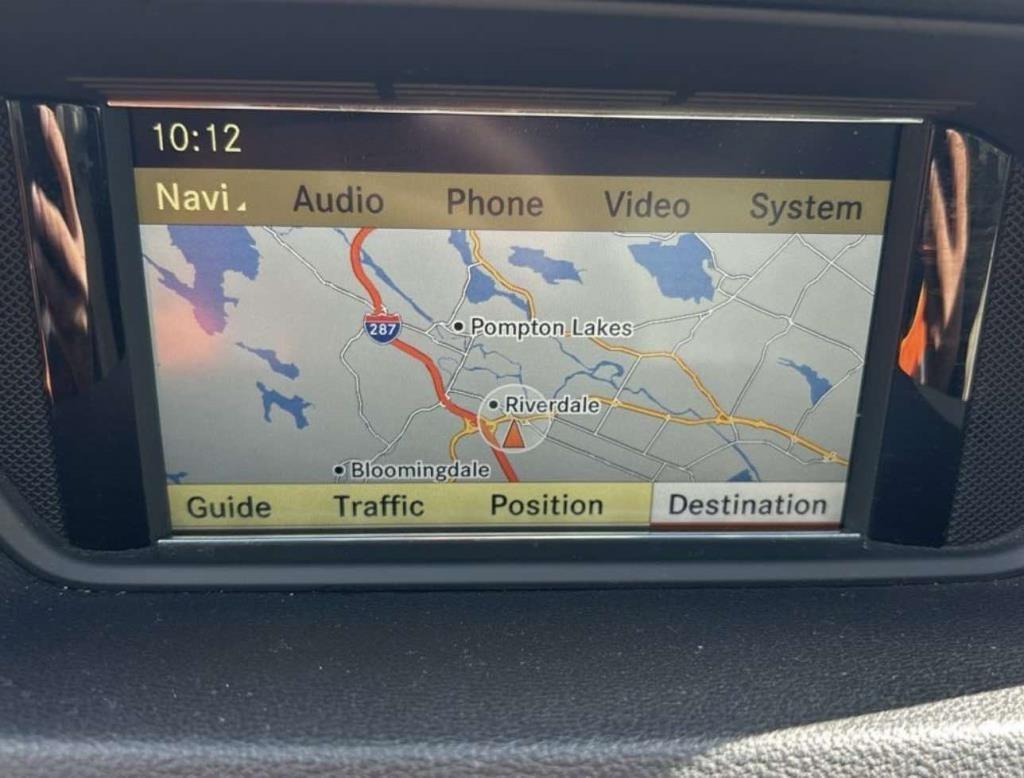 10:12
Navi Audio Phone Video System
287
Pompton Lakes
Riverdale
Bloomingdale
Guide Traffic Position Destination